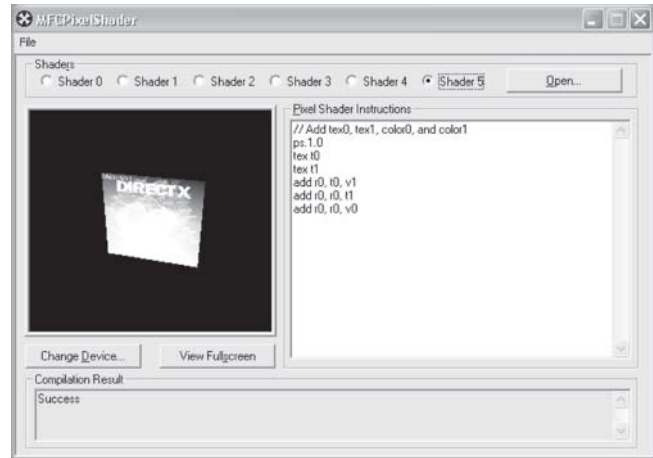 MFCPixelShader
File
Shaders
Shader 0 Shader 1 Shader 2 Shader 3 Shader 4 Shader 5 Open...
DIRECTX
Pixel Shader Instructions
// Add tex0, tex1, color0, and color1
ps.1.0
tex t0
tex t1
add r0, t0, v1
add r0, r0, t1
add r0, r0, v0
Change Device... View Fullscreen
Compilation Result
Success